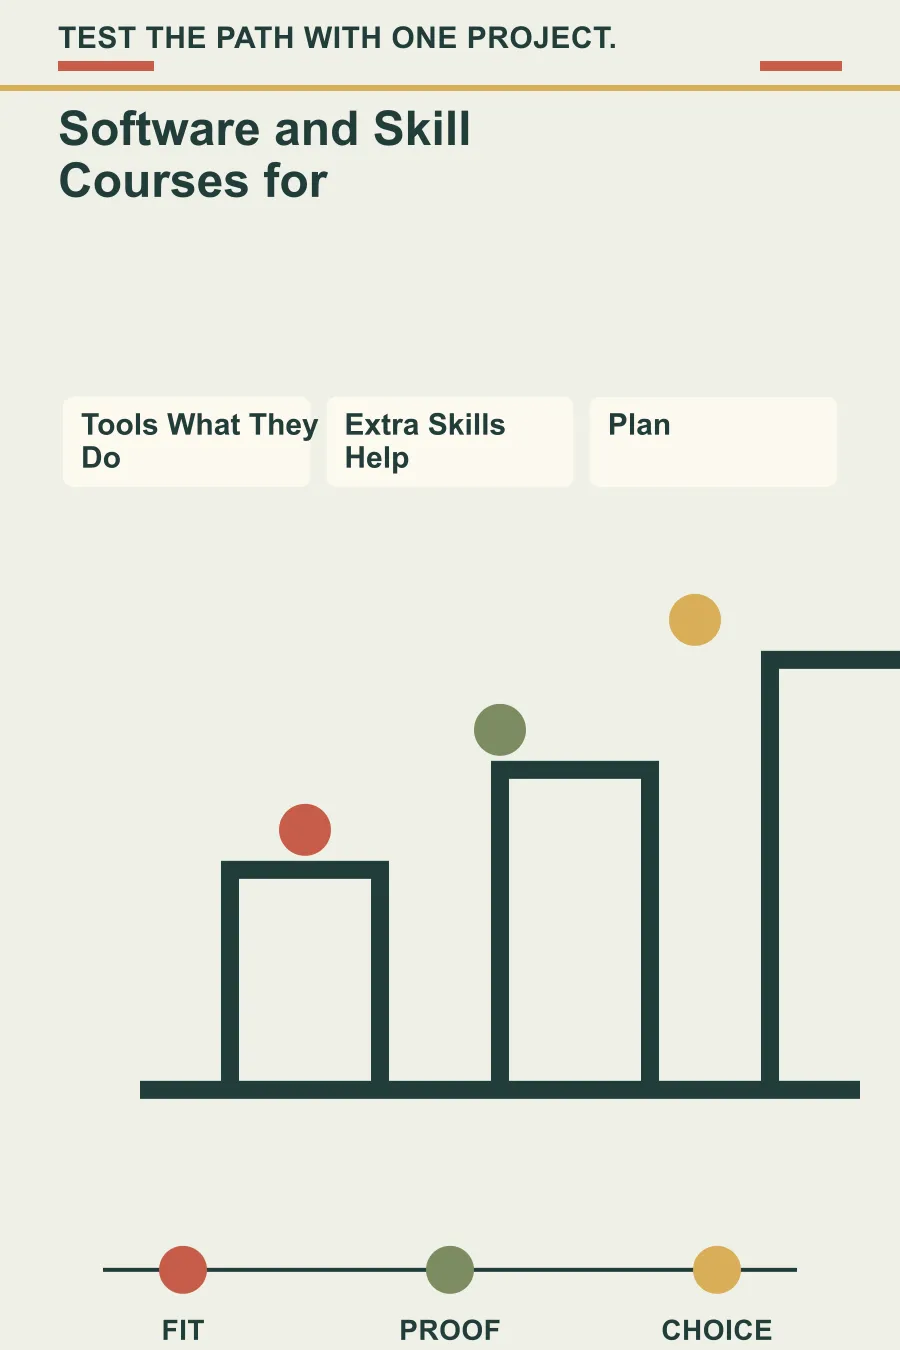 TEST THE PATH WITH ONE PROJECT.
Software and Skill
Courses for
Tools What They
Do
Extra Skills
Help
Plan
FIT
PROOF
CHOICE